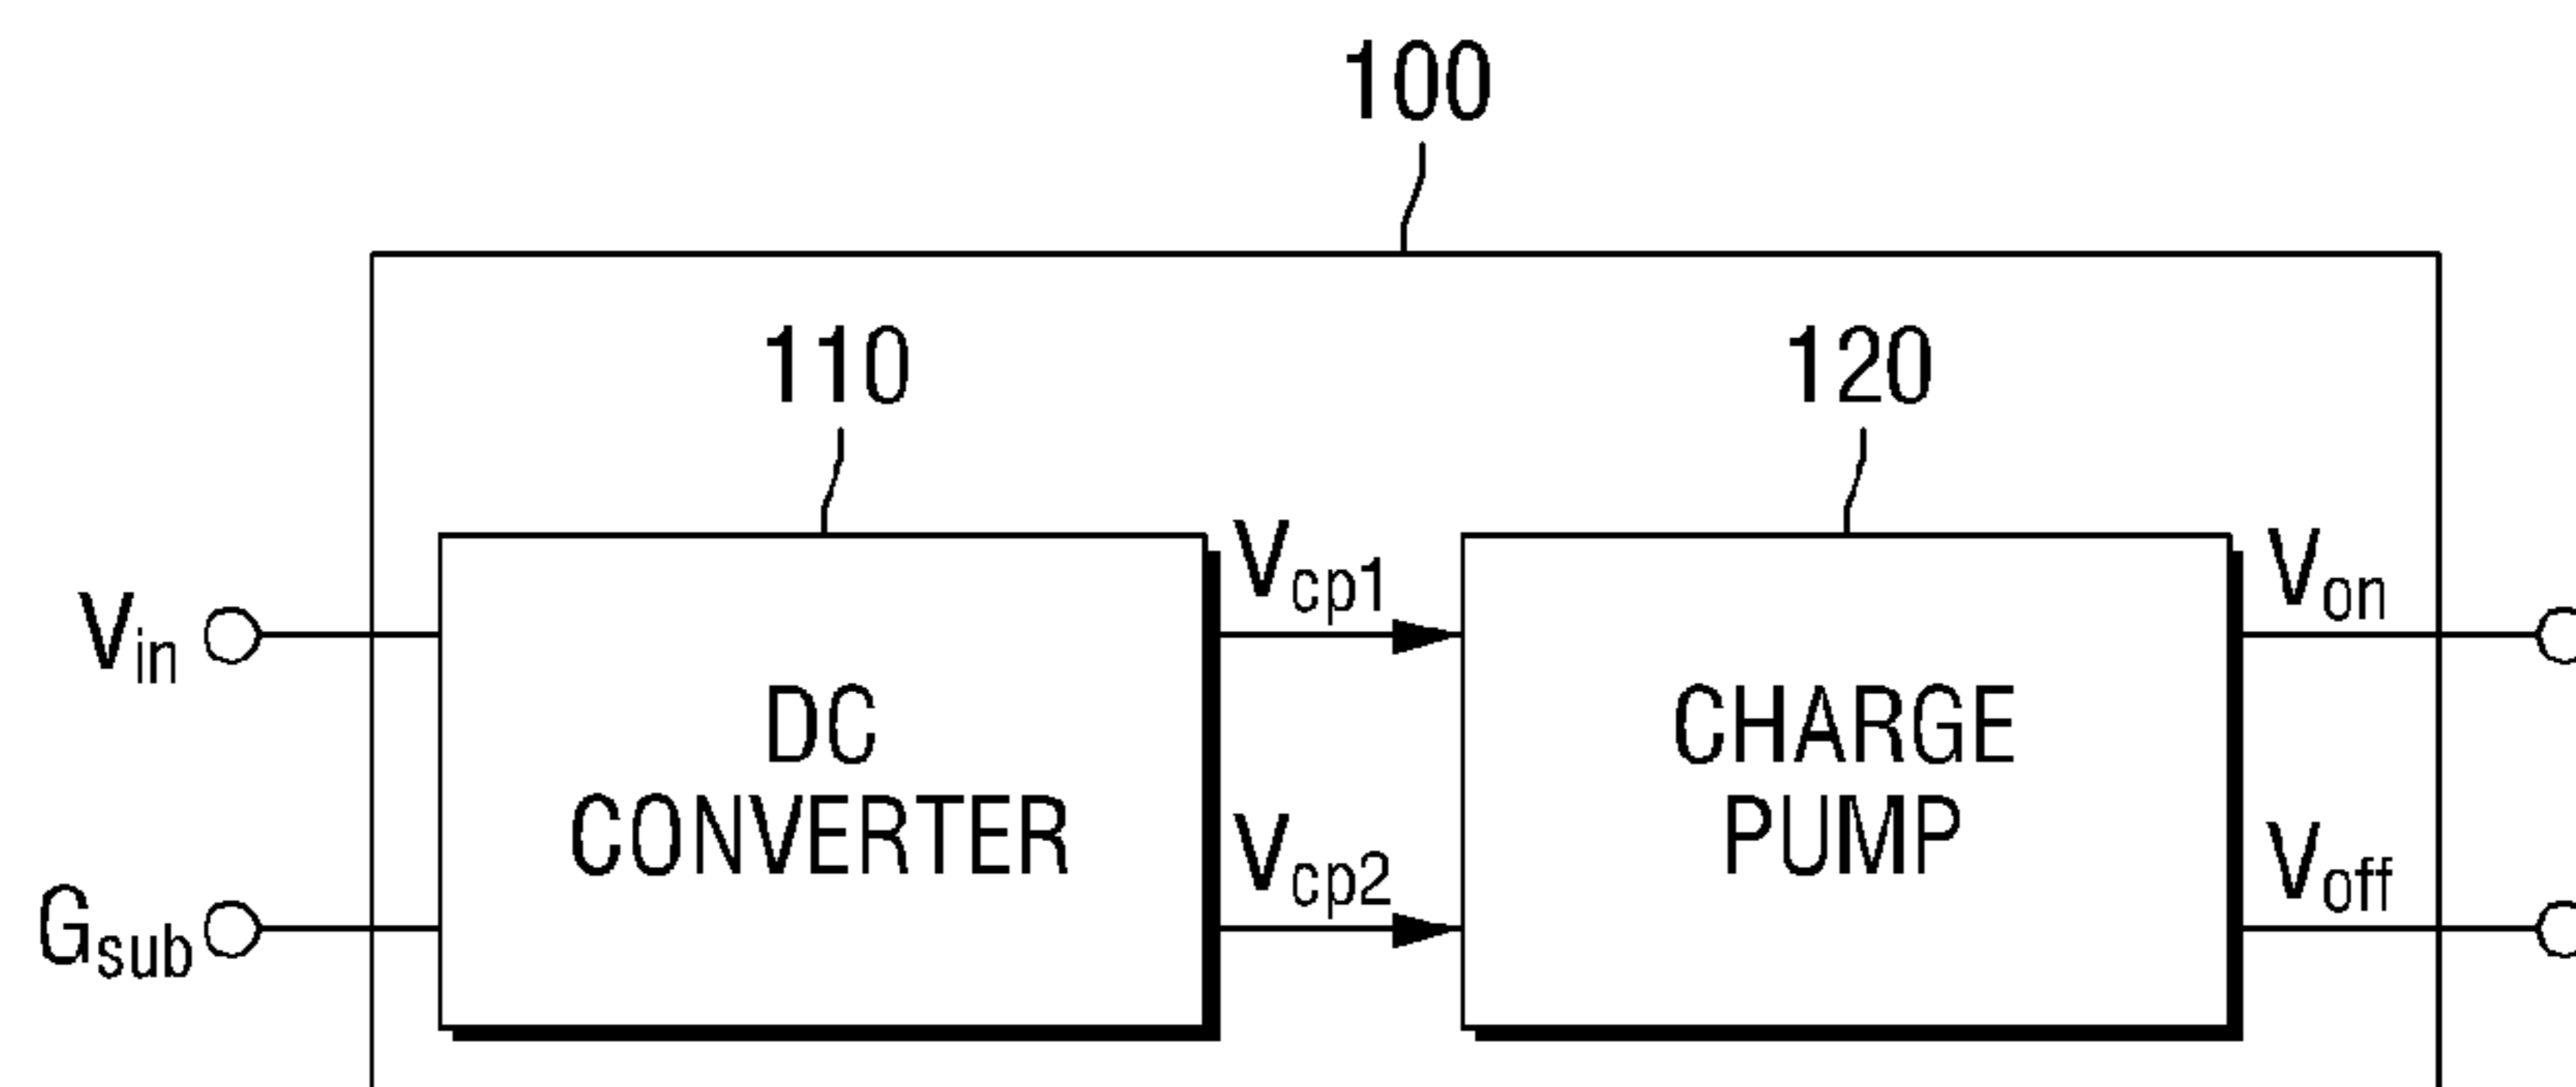 100
110
120
Vin
Vcp1
Von
DC
CONVERTER
CHARGE
PUMP
Gsub
Vcp2
Voff